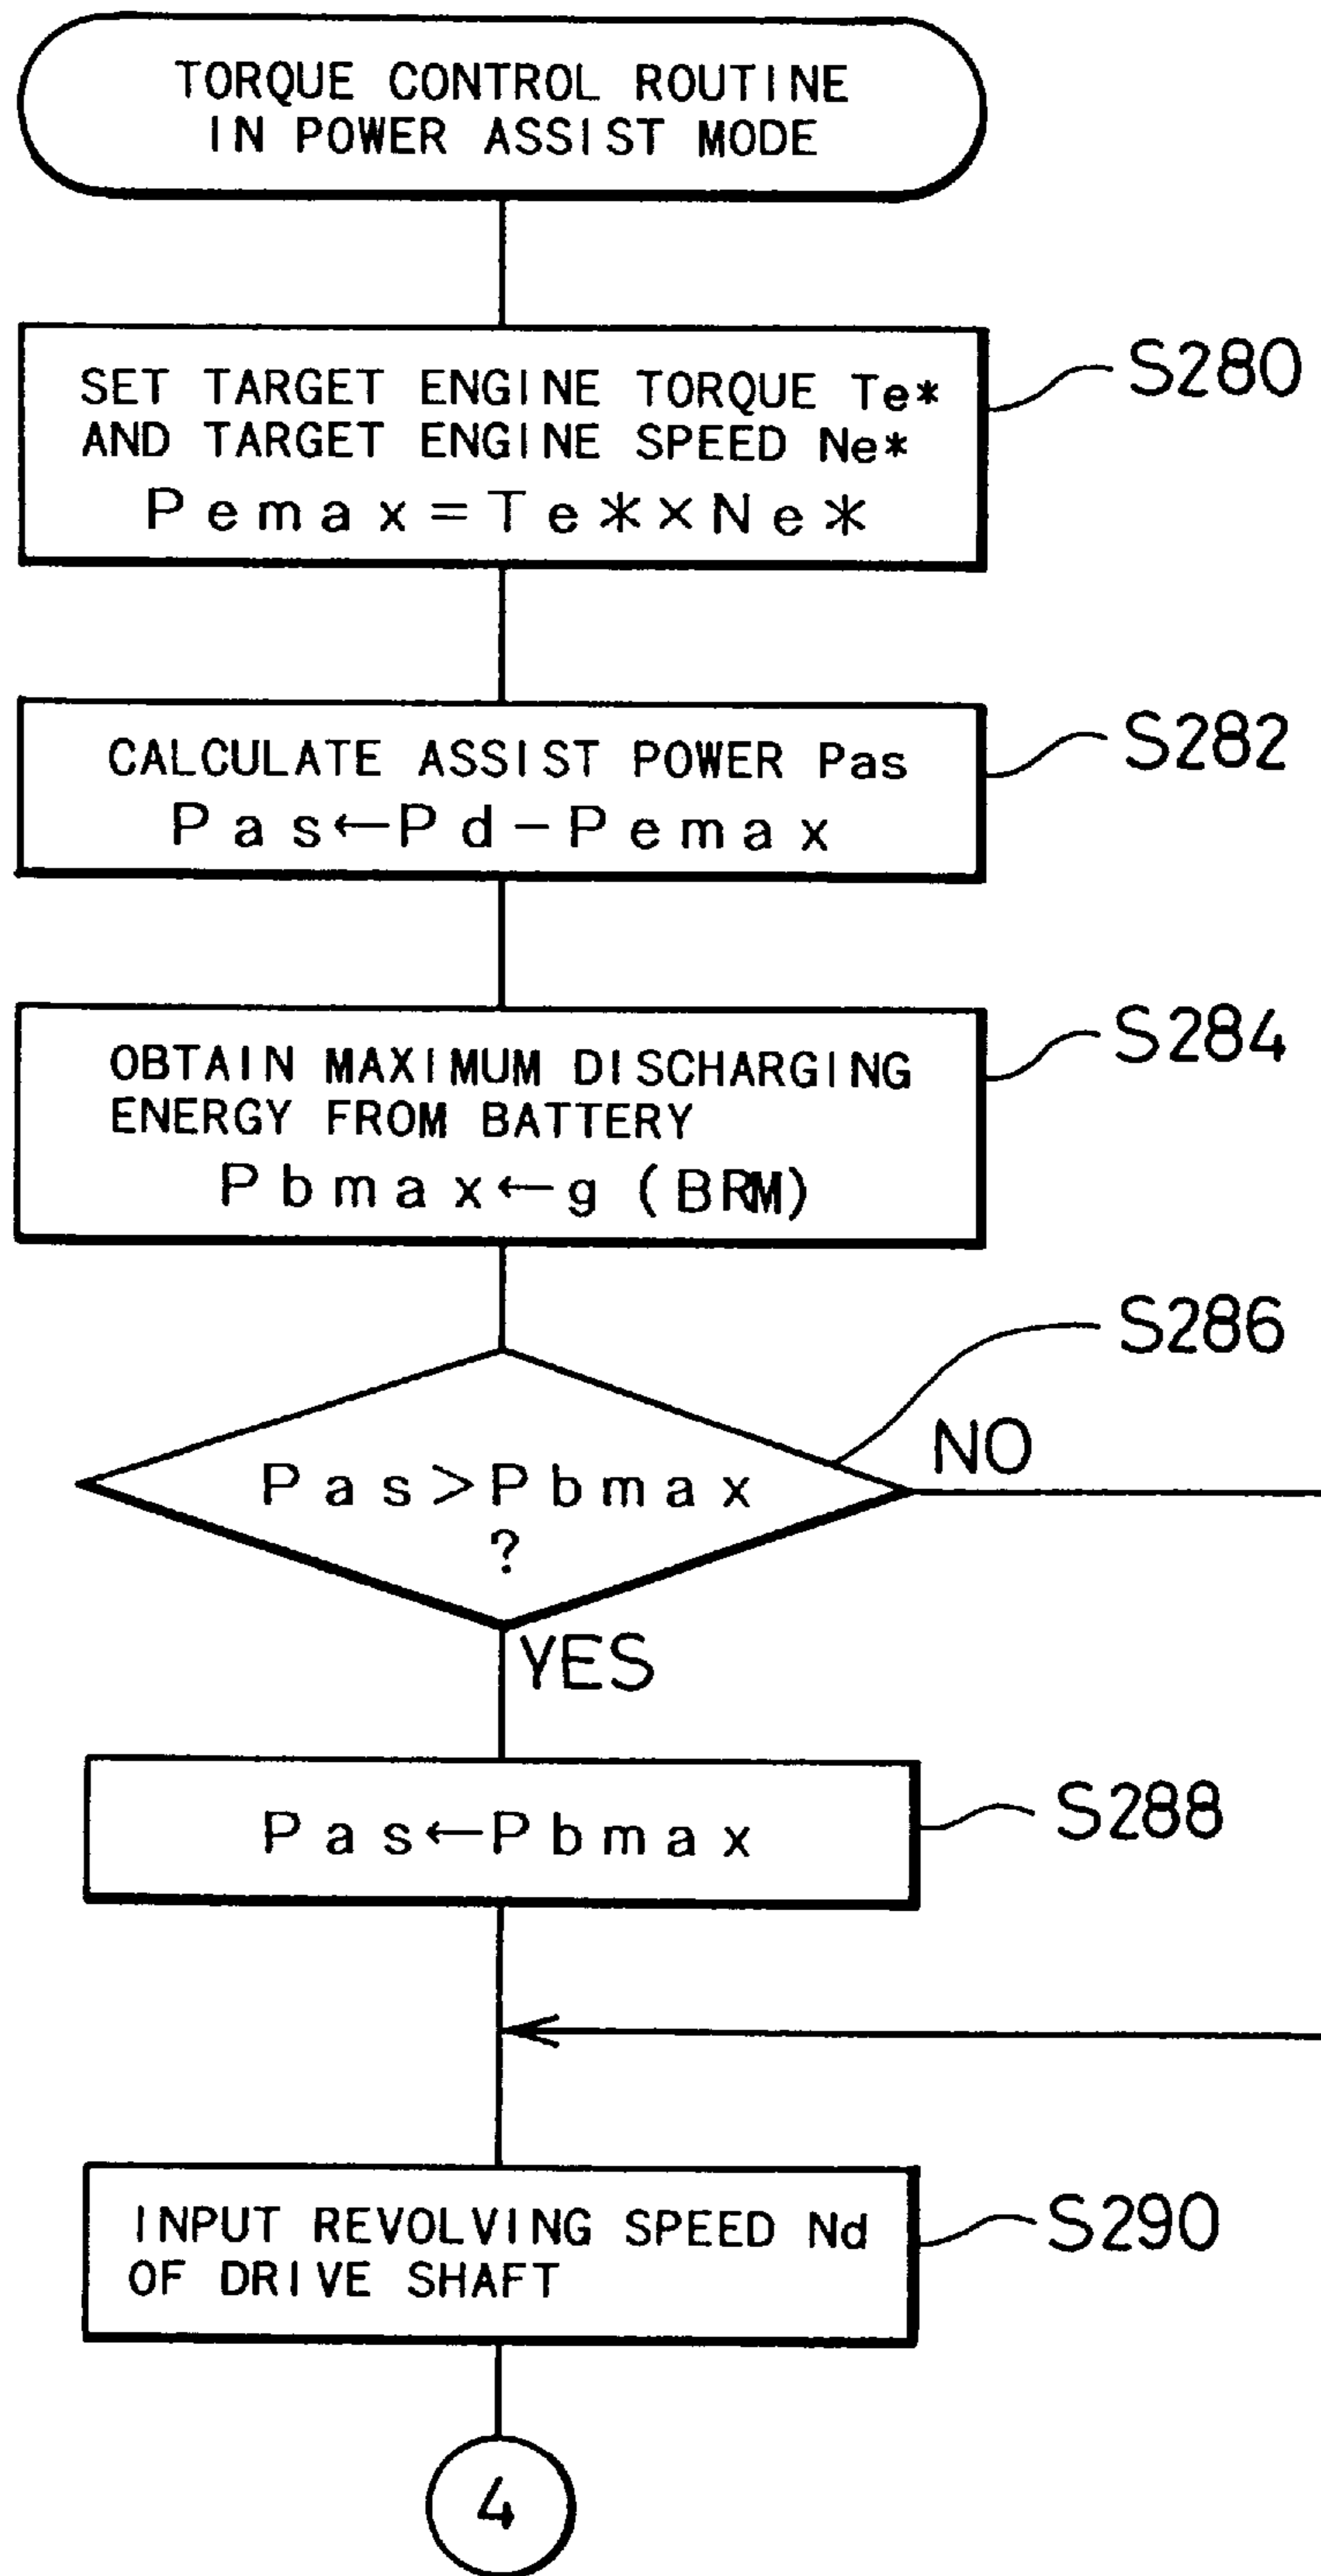 TORQUE CONTROL ROUTINE
IN POWER ASSIST MODE
S280
SET TARGET ENGINE TORQUE Te*
AND TARGET ENGINE SPEED Ne*
Pemax=Te*×Ne*
S282
CALCULATE ASSIST POWER Pas
Pas←Pd-Pemax
S284
OBTAIN MAXIMUM DISCHARGING
ENERGY FROM BATTERY
Pbmax←g (BRM)
S286
NO
Pas>Pbmax
?
YES
S288
Pas←Pbmax
S290
INPUT REVOLVING SPEED Nd
OF DRIVE SHAFT
4